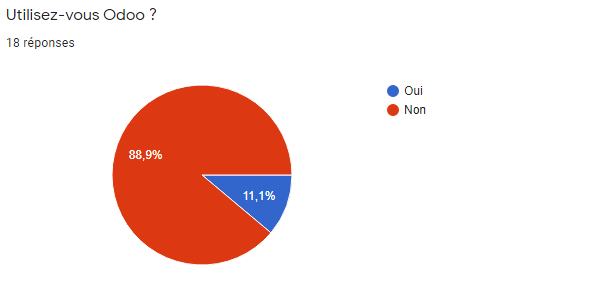 Utilisez-vous Odoo ?
18 réponses
Oui
Non
88,9%
11,1%